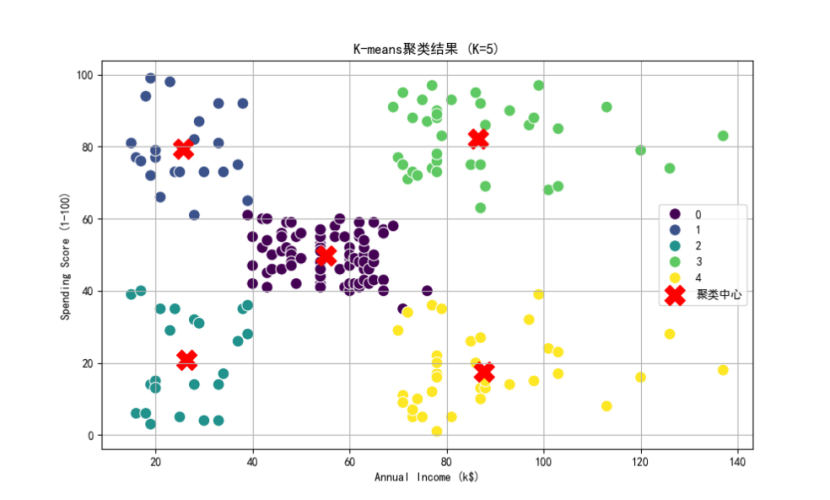 K-means聚类结果 (K=5)
100
80
60
40
20
0
Spending Score (1-100)
0
1
2
3
4
聚类中心
20 40 60 80 100 120 140
Annual Income (k$)